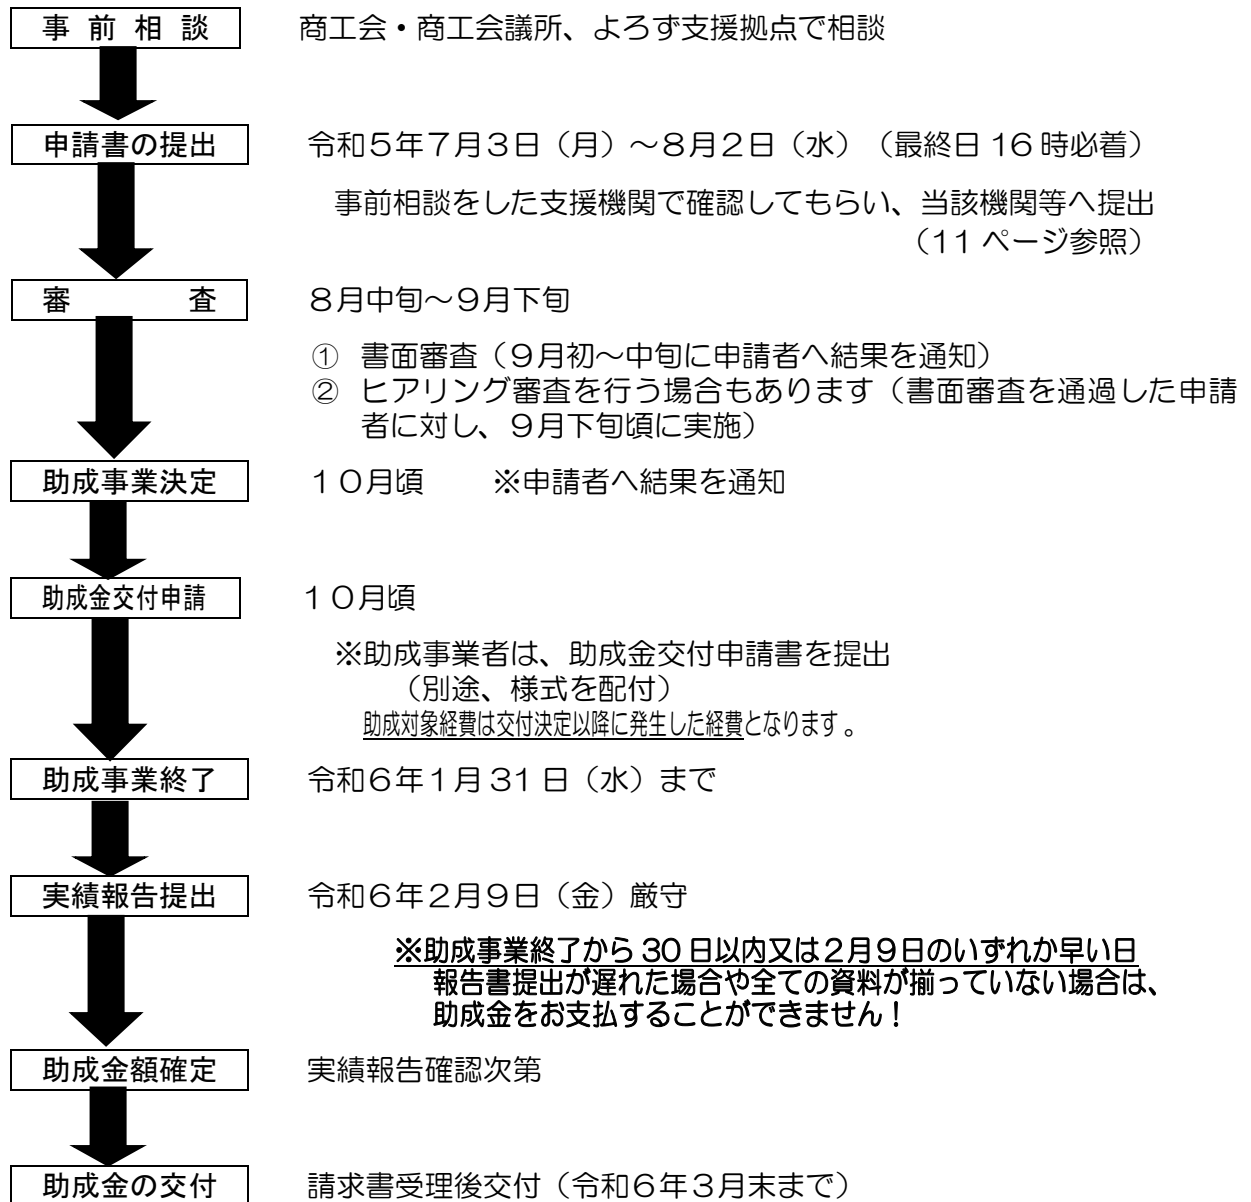 事前相談　商工会・商工会議所、よろず支援拠点で相談
申請書の提出　令和５年７月３日（月）～８月２日（水）（最終日 16 時必着）
事前相談をした支援機関で確認してもらい、当該機関等へ提出
（11 ページ参照）
審　査　８月中旬～９月下旬
① 書面審査（９月初～中旬に申請者へ結果を通知）
② ヒアリング審査を行う場合もあります（書面審査を通過した申請
者に対し、９月下旬頃に実施）
助成事業決定　１０月頃　※申請者へ結果を通知
助成金交付申請　１０月頃
※助成事業者は、助成金交付申請書を提出
（別途、様式を配付）
助成対象経費は交付決定以降に発生した経費となります。
助成事業終了　令和６年１月 31 日（水）まで
実績報告提出　令和６年２月９日（金）厳守
※助成事業終了から 30 日以内又は２月９日のいずれか早い日
報告書提出が遅れた場合や全ての資料が揃っていない場合は、
助成金をお支払することができません！
助成金額確定　実績報告確認次第
助成金の交付　請求書受理後交付（令和６年３月末まで）